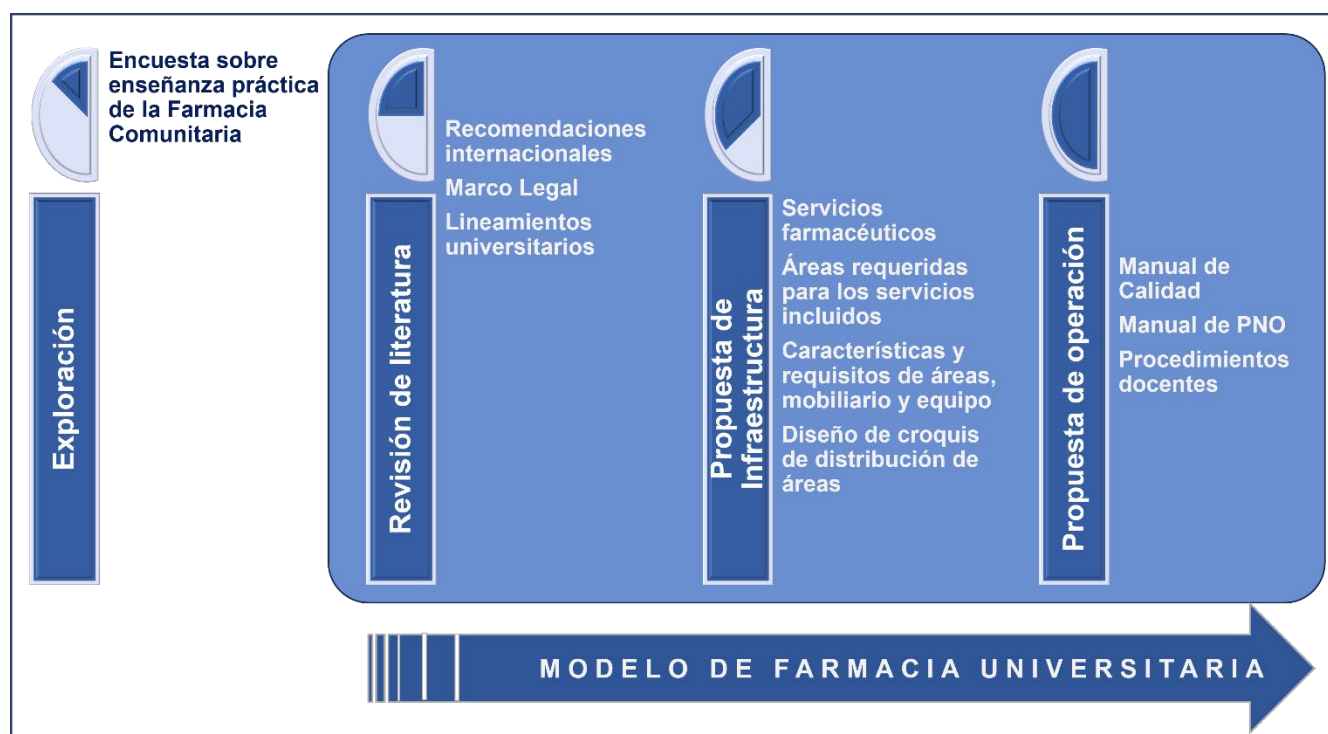 Encuesta sobre
enseñanza práctica
de la Farmacia
Comunitaria
Exploración
Revisión de literatura
Recomendaciones
internacionales
Marco Legal
Lineamientos
universitarios
Propuesta de
Infraestructura
Servicios
farmacéuticos
Áreas requeridas
para los servicios
incluidos
Características y
requisitos de áreas,
mobiliario y equipo
Diseño de croquis
de distribución de
áreas
Propuesta de operación
Manual de
Calidad
Manual de PNO
Procedimientos
docentes
MODELO DE FARMACIA UNIVERSITARIA